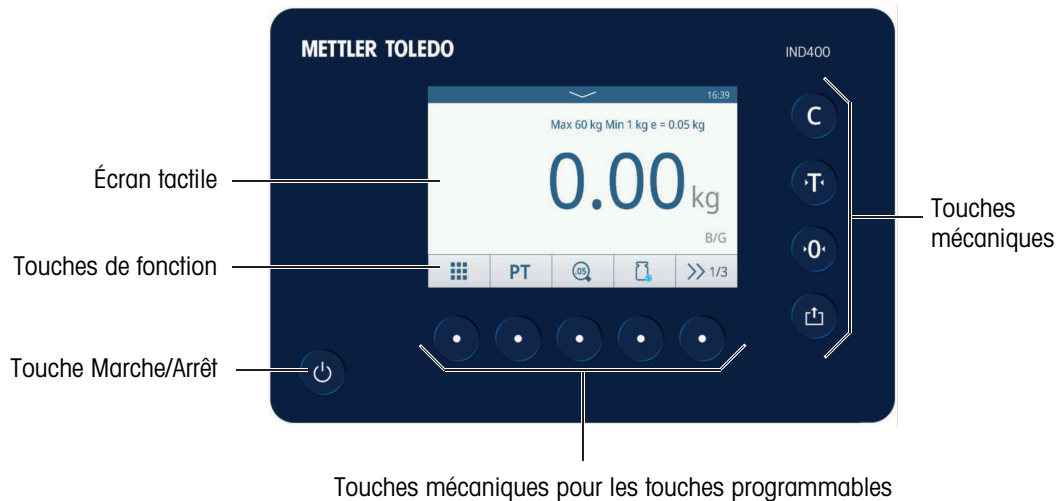 METTLER TOLEDO
IND400
16:39
Max 60 kg Min 1 kg e = 0.05 kg
C
Écran tactile
0.00 kg
T
Touches
mécaniques
B/G
0
Touches de fonction
PT
.05
1/3
Touche Marche/Arrêt
Touches mécaniques pour les touches programmables